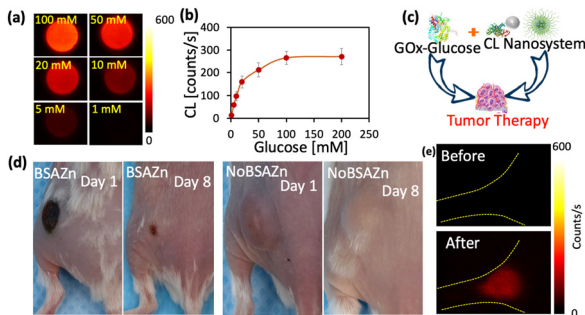 (a)
100 mM
50 mM
20 mM
10 mM
5 mM
1 mM
600
0
(b)
CL [counts/s]
400
300
200
100
0
0 50 100 150 200 250
Glucose [mM]
(c)
GOx-Glucose
CL Nanosystem
Tumor Therapy
(d)
BSAZn
Day 1
BSAZn
Day 8
NoBSAZn
Day 1
NoBSAZn
Day 8
(e)
Before
After
600
Counts/s
0